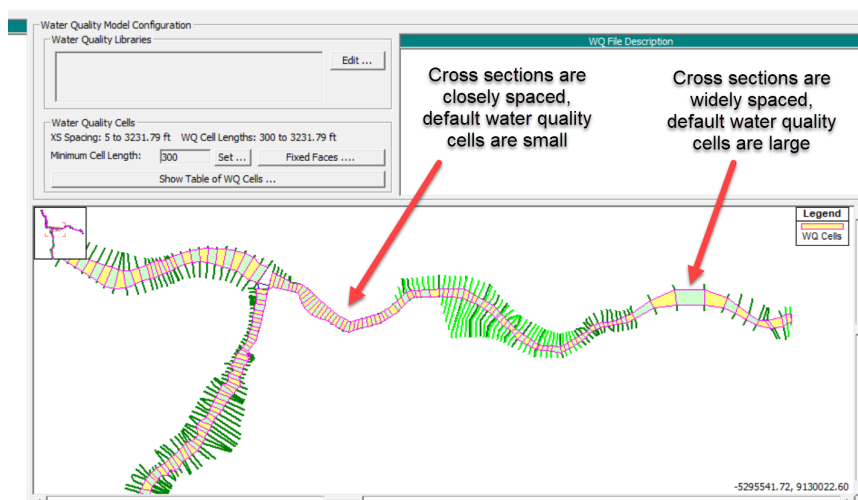 Water Quality Model Configuration
Water Quality Libraries
Edit ...
WQ File Description
Cross sections are
closely spaced,
default water quality
cells are small
Cross sections are
widely spaced,
default water quality
cells are large
Water Quality Cells
XS Spacing: 5 to 3231.79 ft WQ Cell Lengths: 300 to 3231.79 ft
Minimum Cell Length: 300 Set ... Fixed Faces ....
Show Table of WQ Cells ...
Legend
WQ Cells
-5295541.72, 9130022.60